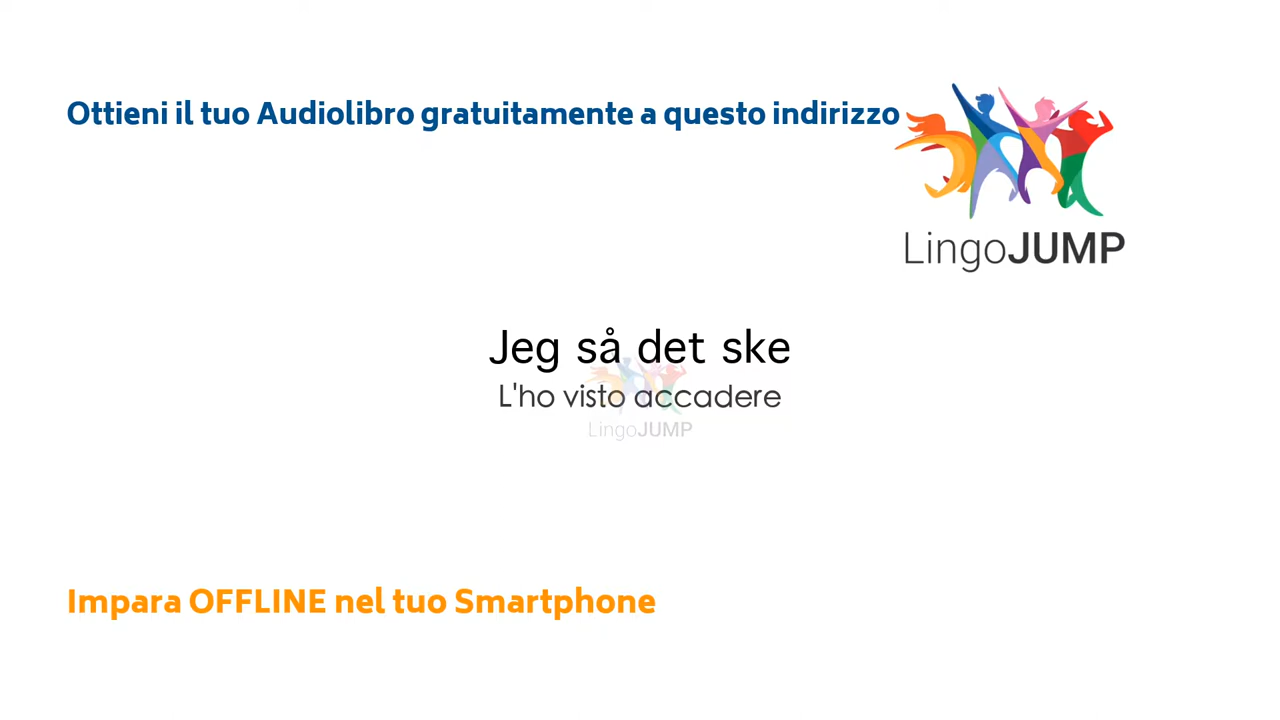 Ottieni il tuo Audiolibro gratuitamente a questo indirizzo
LingoJUMP
Jeg så det ske
L'ho visto accadere
LingoJUMP
Impara OFFLINE nel tuo Smartphone